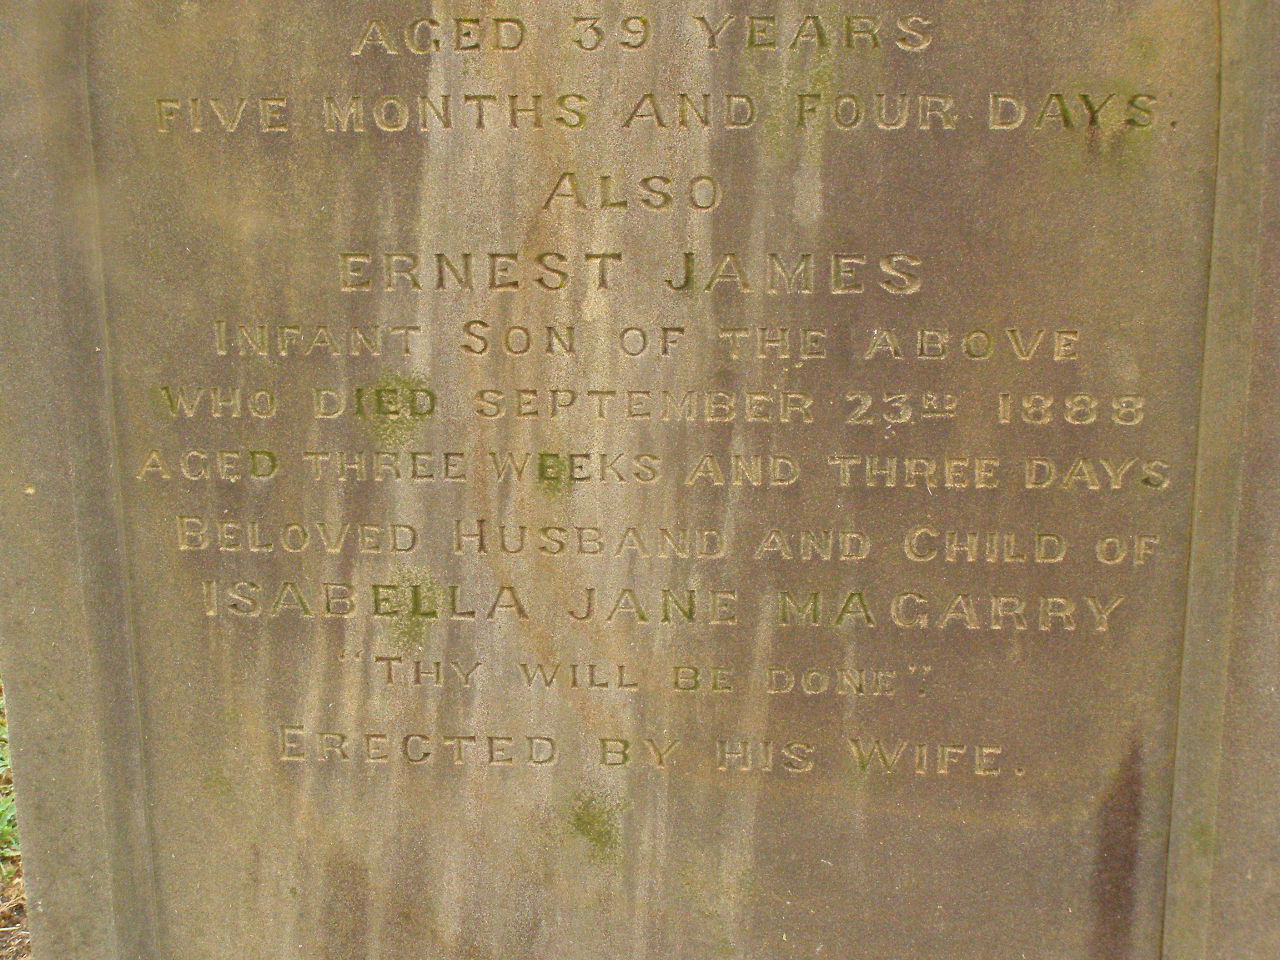 AGED 39 YEARS
FIVE MONTHS AND FOUR DAYS.
ALSO
ERNEST JAMES
INFANT SON OF THE ABOVE
WHO DIED SEPTEMBER 23RD 1888
AGED THREE WEEKS AND THREE DAYS
BELOVED HUSBAND AND CHILD OF
ISABELLA JANE MAGARRY
"THY WILL BE DONE".
ERECTED BY HIS WIFE.